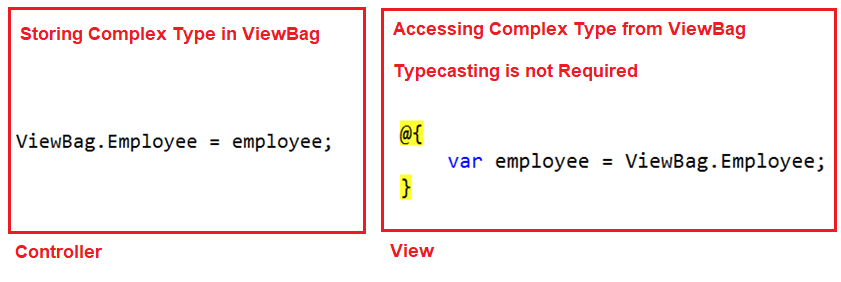 Storing Complex Type in ViewBag
ViewBag.Employee = employee;
Controller
Accessing Complex Type from ViewBag
Typecasting is not Required
@{
var employee = ViewBag.Employee;
}
View